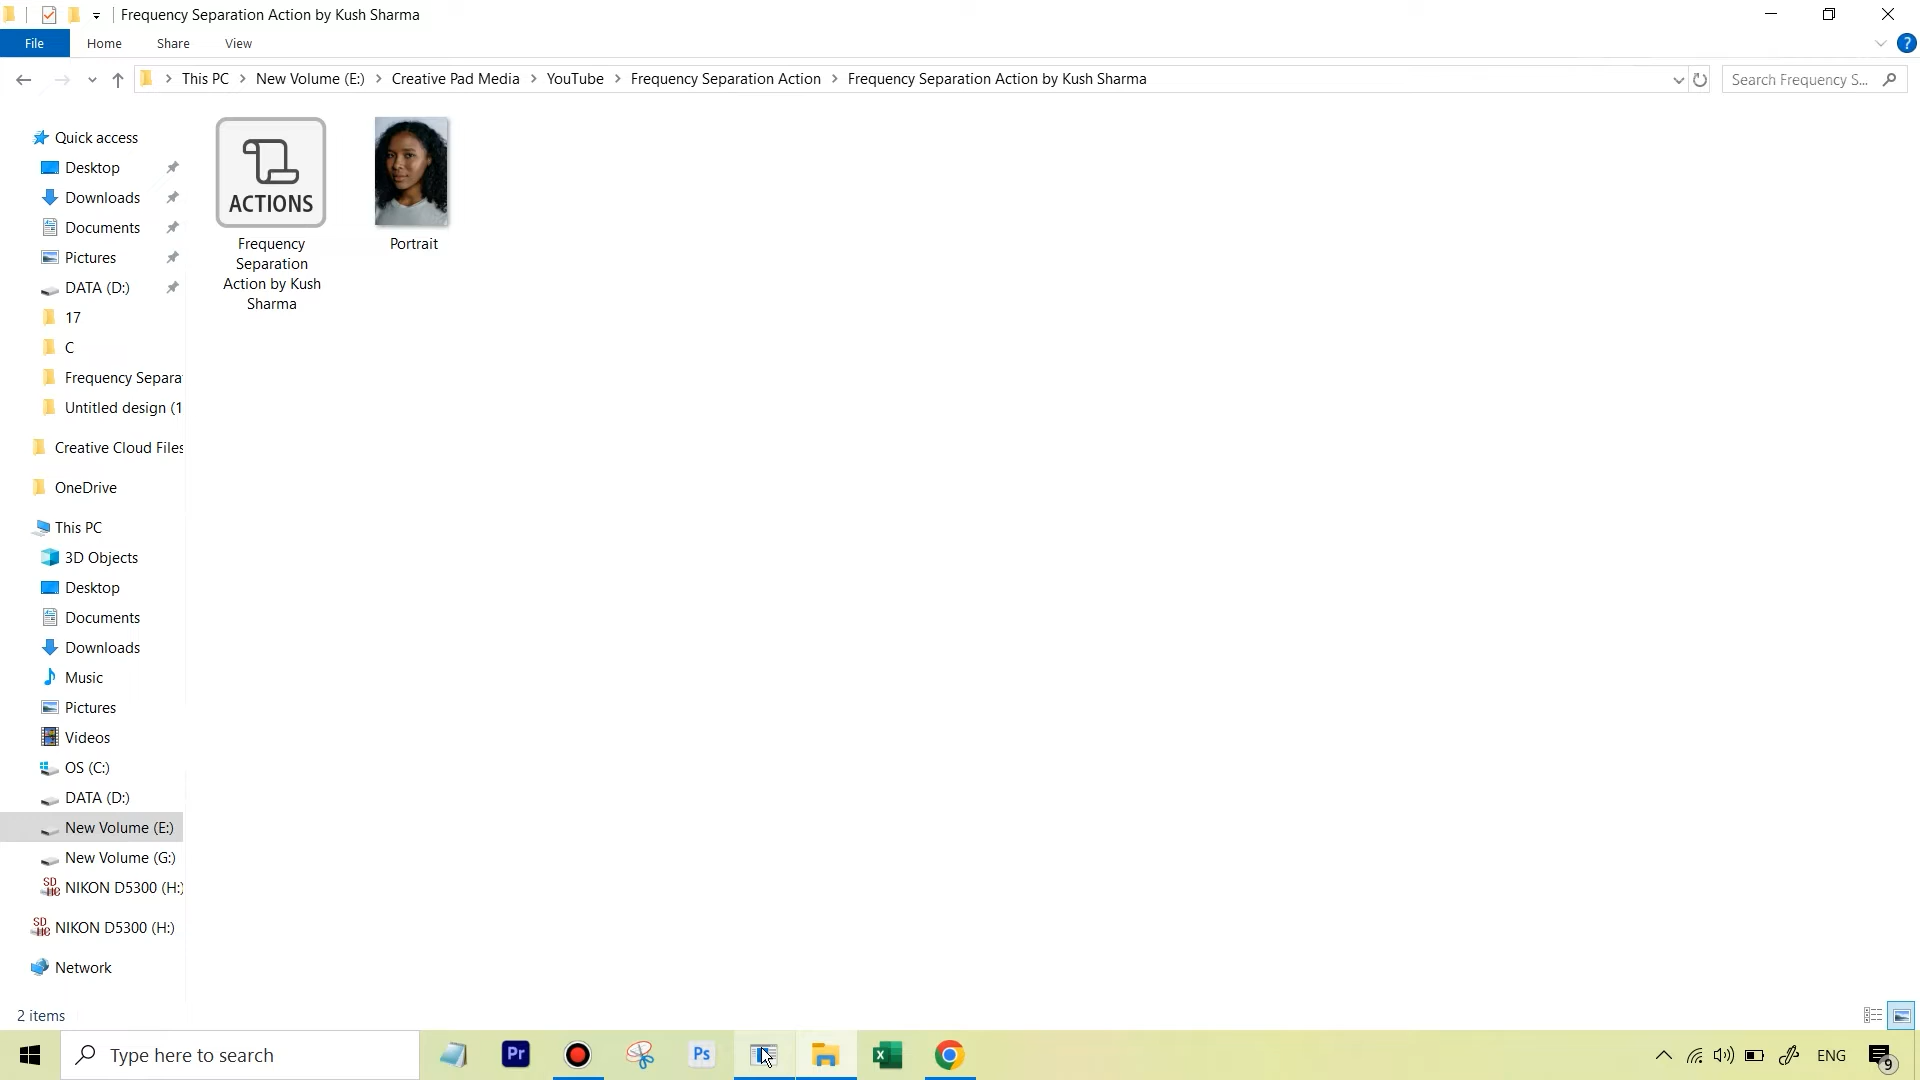 Frequency Separation Action by Kush Sharma
File Home Share View
This PC New Volume (E:) Creative Pad Media YouTube Frequency Separation Action Frequency Separation Action by Kush Sharma
Search Frequency S...
Quick access
Desktop
Downloads
Documents
Pictures
DATA (D:)
17
C
Frequency Separa
Untitled design (1
Creative Cloud Files
OneDrive
This PC
3D Objects
Desktop
Documents
Downloads
Music
Pictures
Videos
OS (C:)
DATA (D:)
New Volume (E:)
New Volume (G:)
NIKON D5300 (H:)
NIKON D5300 (H:)
Network
ACTIONS
Frequency
Separation
Action by Kush
Sharma
Portrait
2 items
Type here to search
Pr
Ps
ENG
9